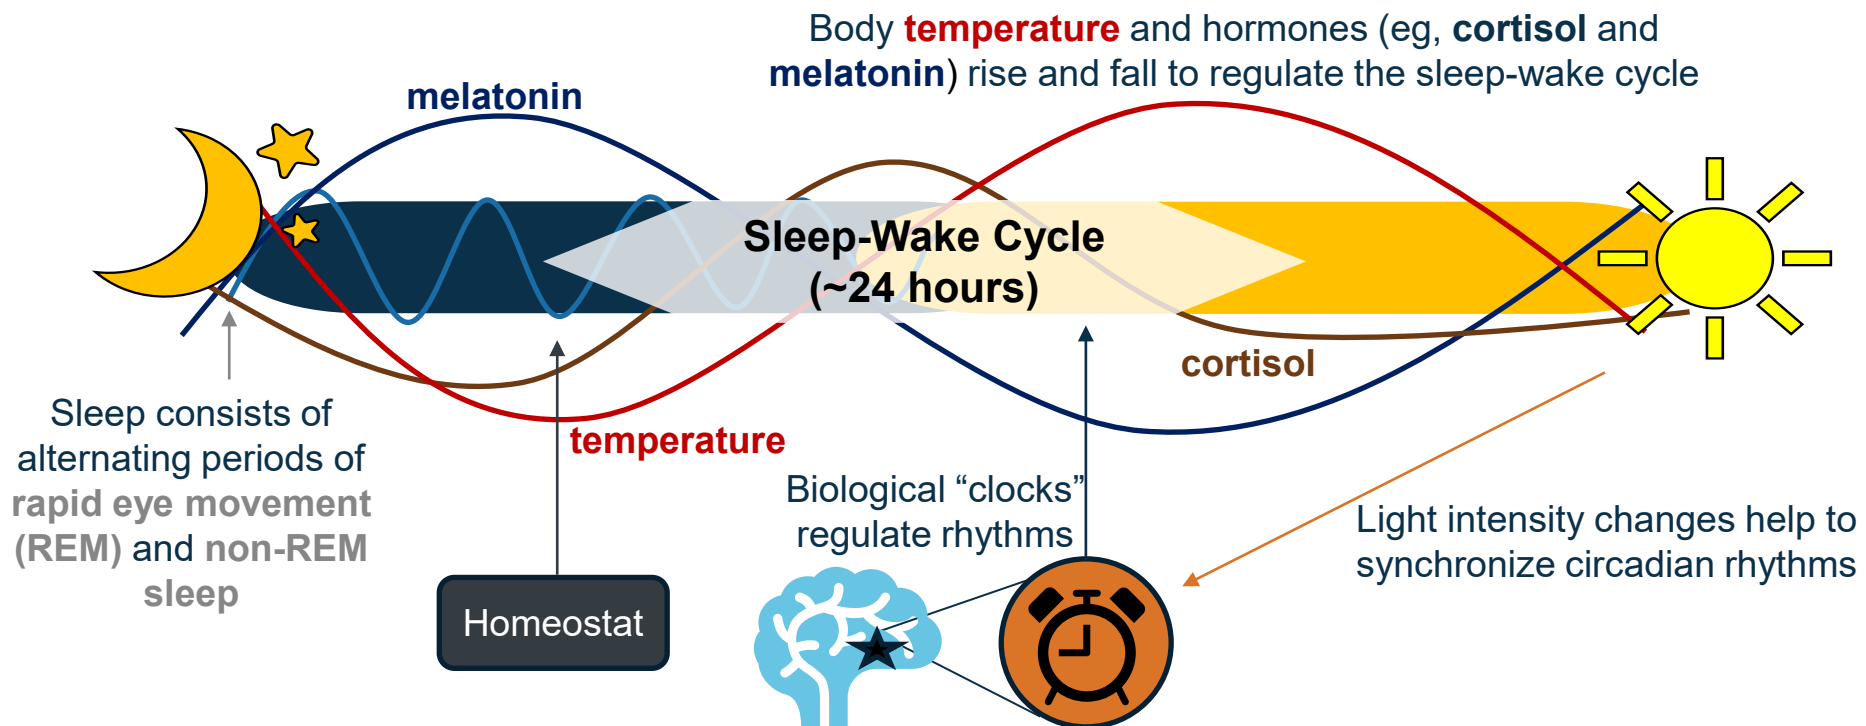 Body temperature and hormones (eg, cortisol and
melatonin) rise and fall to regulate the sleep-wake cycle
melatonin
Sleep-Wake Cycle
(~24 hours)
cortisol
temperature
Sleep consists of
alternating periods of
rapid eye movement
(REM) and non-REM
sleep
Homeostat
Biological “clocks”
regulate rhythms
Light intensity changes help to
synchronize circadian rhythms